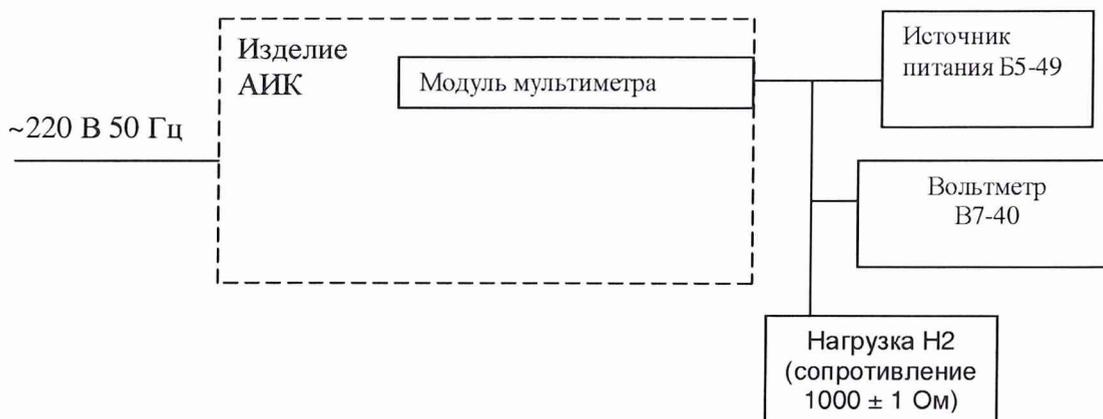 Изделие
АИК
Модуль мультиметра
Источник
питания Б5-49
~220 В 50 Гц
Вольтметр
В7-40
Нагрузка Н2
(сопротивление
1000 ± 1 Ом)